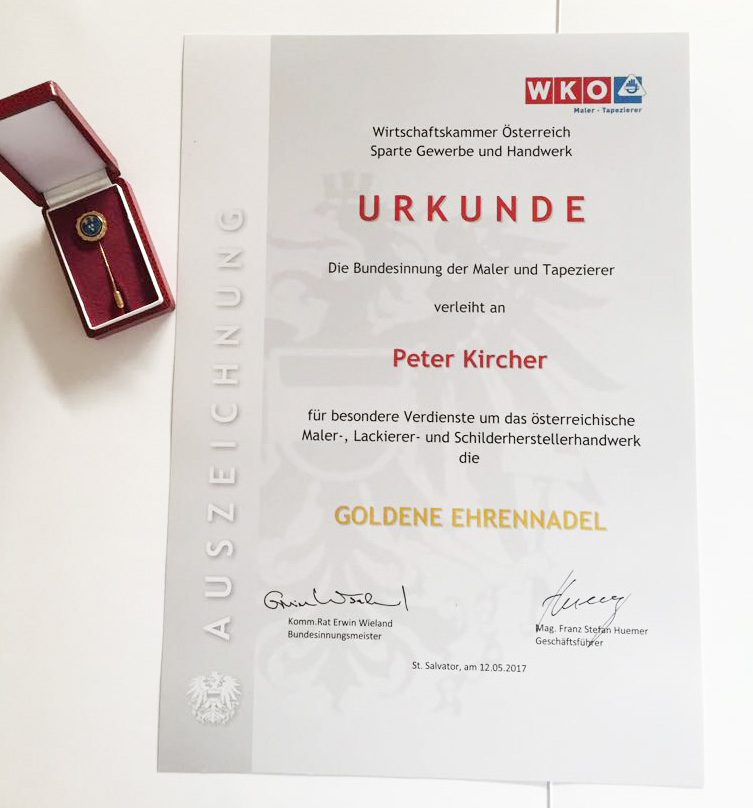 WKO
Maler - Tapezierer
Wirtschaftskammer Österreich
Sparte Gewerbe und Handwerk
URKUNDE
Die Bundesinnung der Maler und Tapezierer
verleiht an
Peter Kircher
für besondere Verdienste um das österreichische
Maler-, Lackierer- und Schilderherstellerhandwerk
die
GOLDENE EHRENNADEL
Komm.Rat Erwin Wieland
Bundesinnungsmeister
Mag. Franz Stefan Huemer
Geschäftsführer
St. Salvator, am 12.05.2017
AUSZEICHNUNG